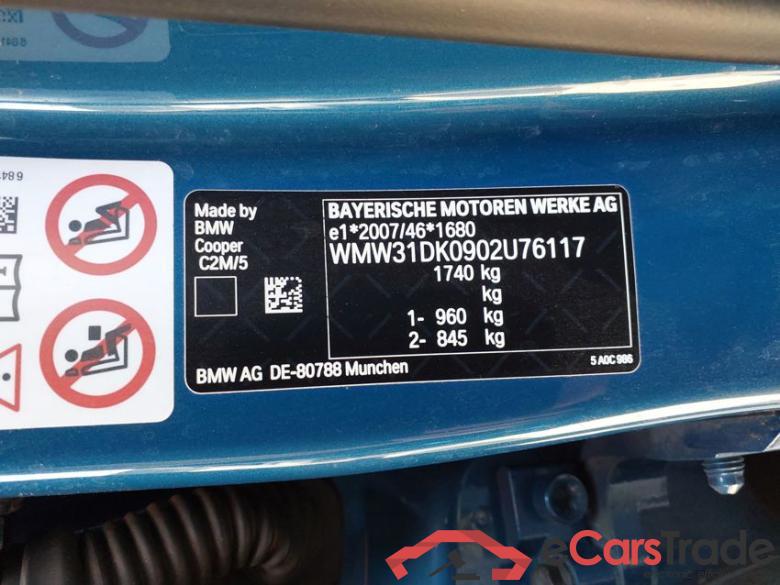 Made by
BMW
Cooper
C2M/5
BAYERISCHE MOTOREN WERKE AG
e1*2007/46*1680
WMW31DK0902U76117
1740 kg
kg
1- 960 kg
2- 845 kg
BMW AG DE-80788 Munchen
5 A0C 986
eCarsTrade